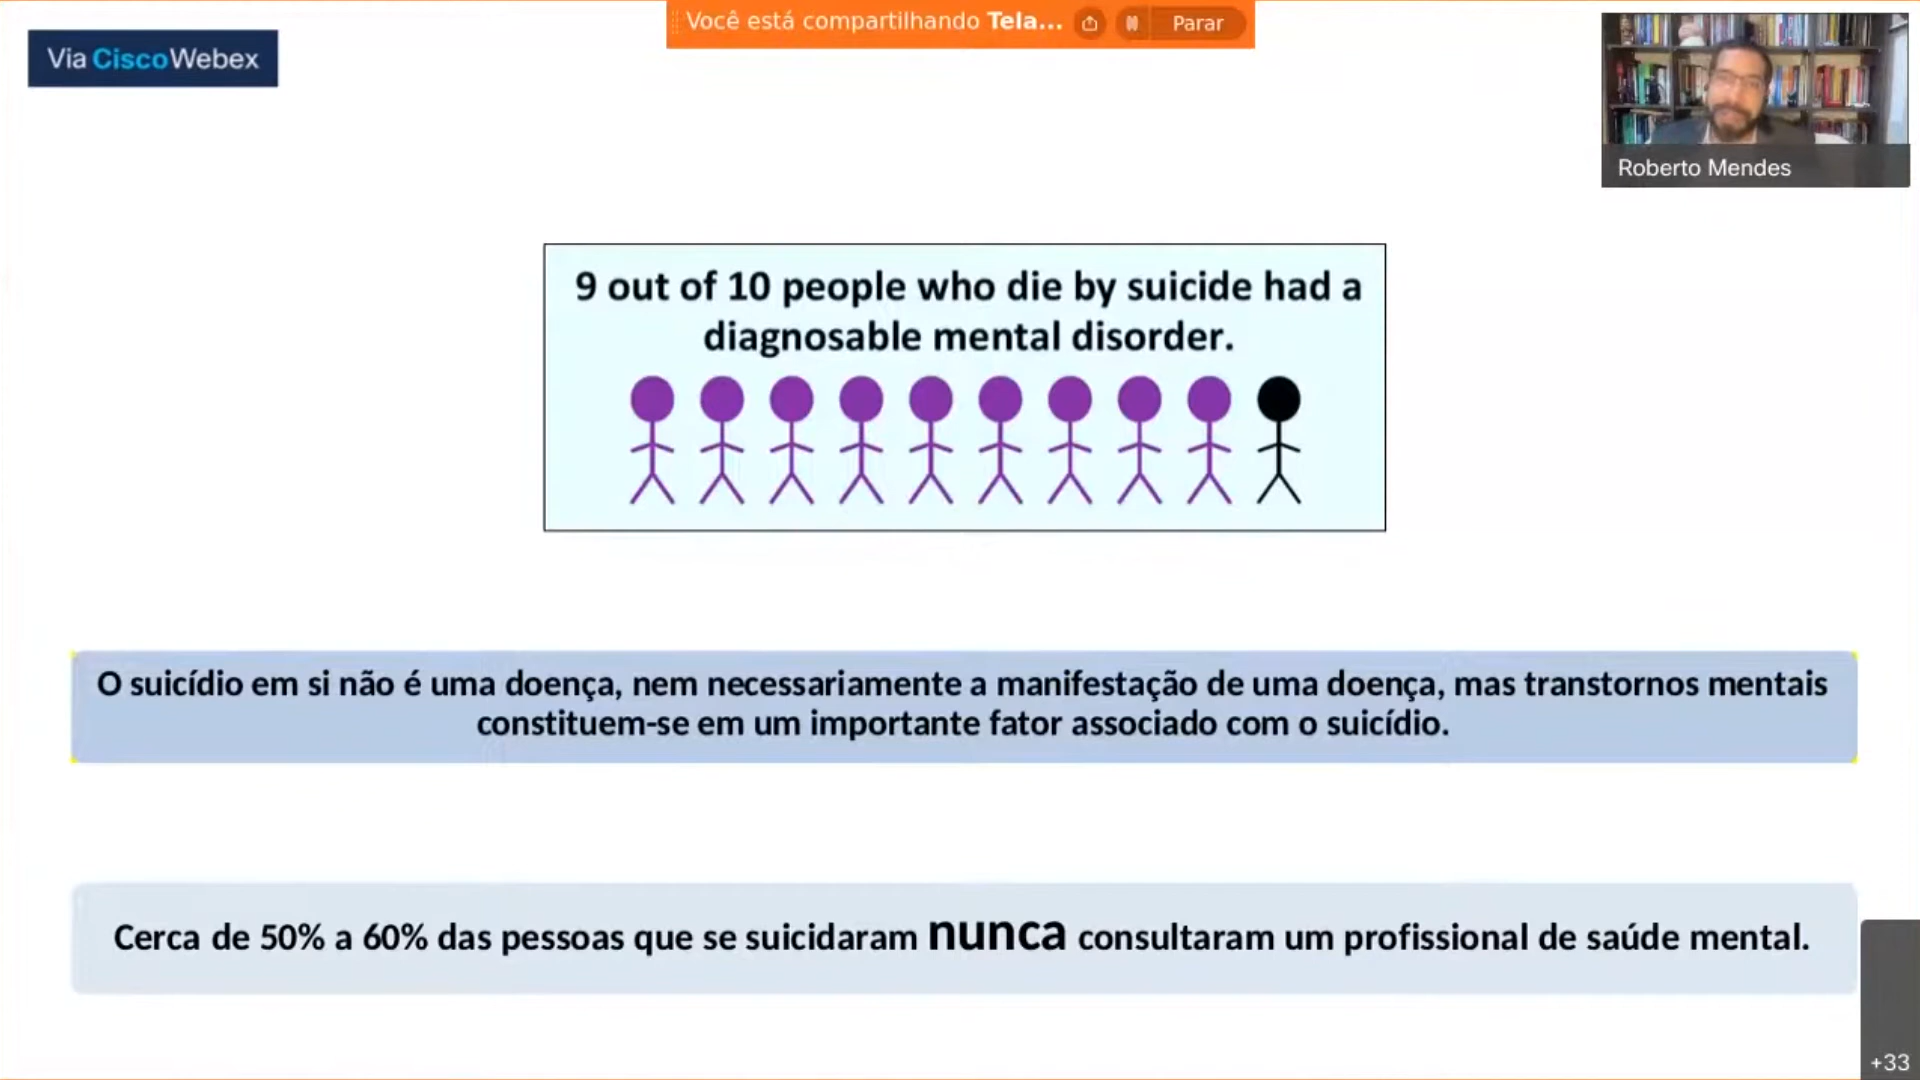 Você está compartilhando Tela...
Parar
Via CiscoWebex
Roberto Mendes
9 out of 10 people who die by suicide had a
diagnosable mental disorder.
O suicídio em si não é uma doença, nem necessariamente a manifestação de uma doença, mas transtornos mentais
constituem-se em um importante fator associado com o suicídio.
Cerca de 50% a 60% das pessoas que se suicidaram nunca consultaram um profissional de saúde mental.
+33